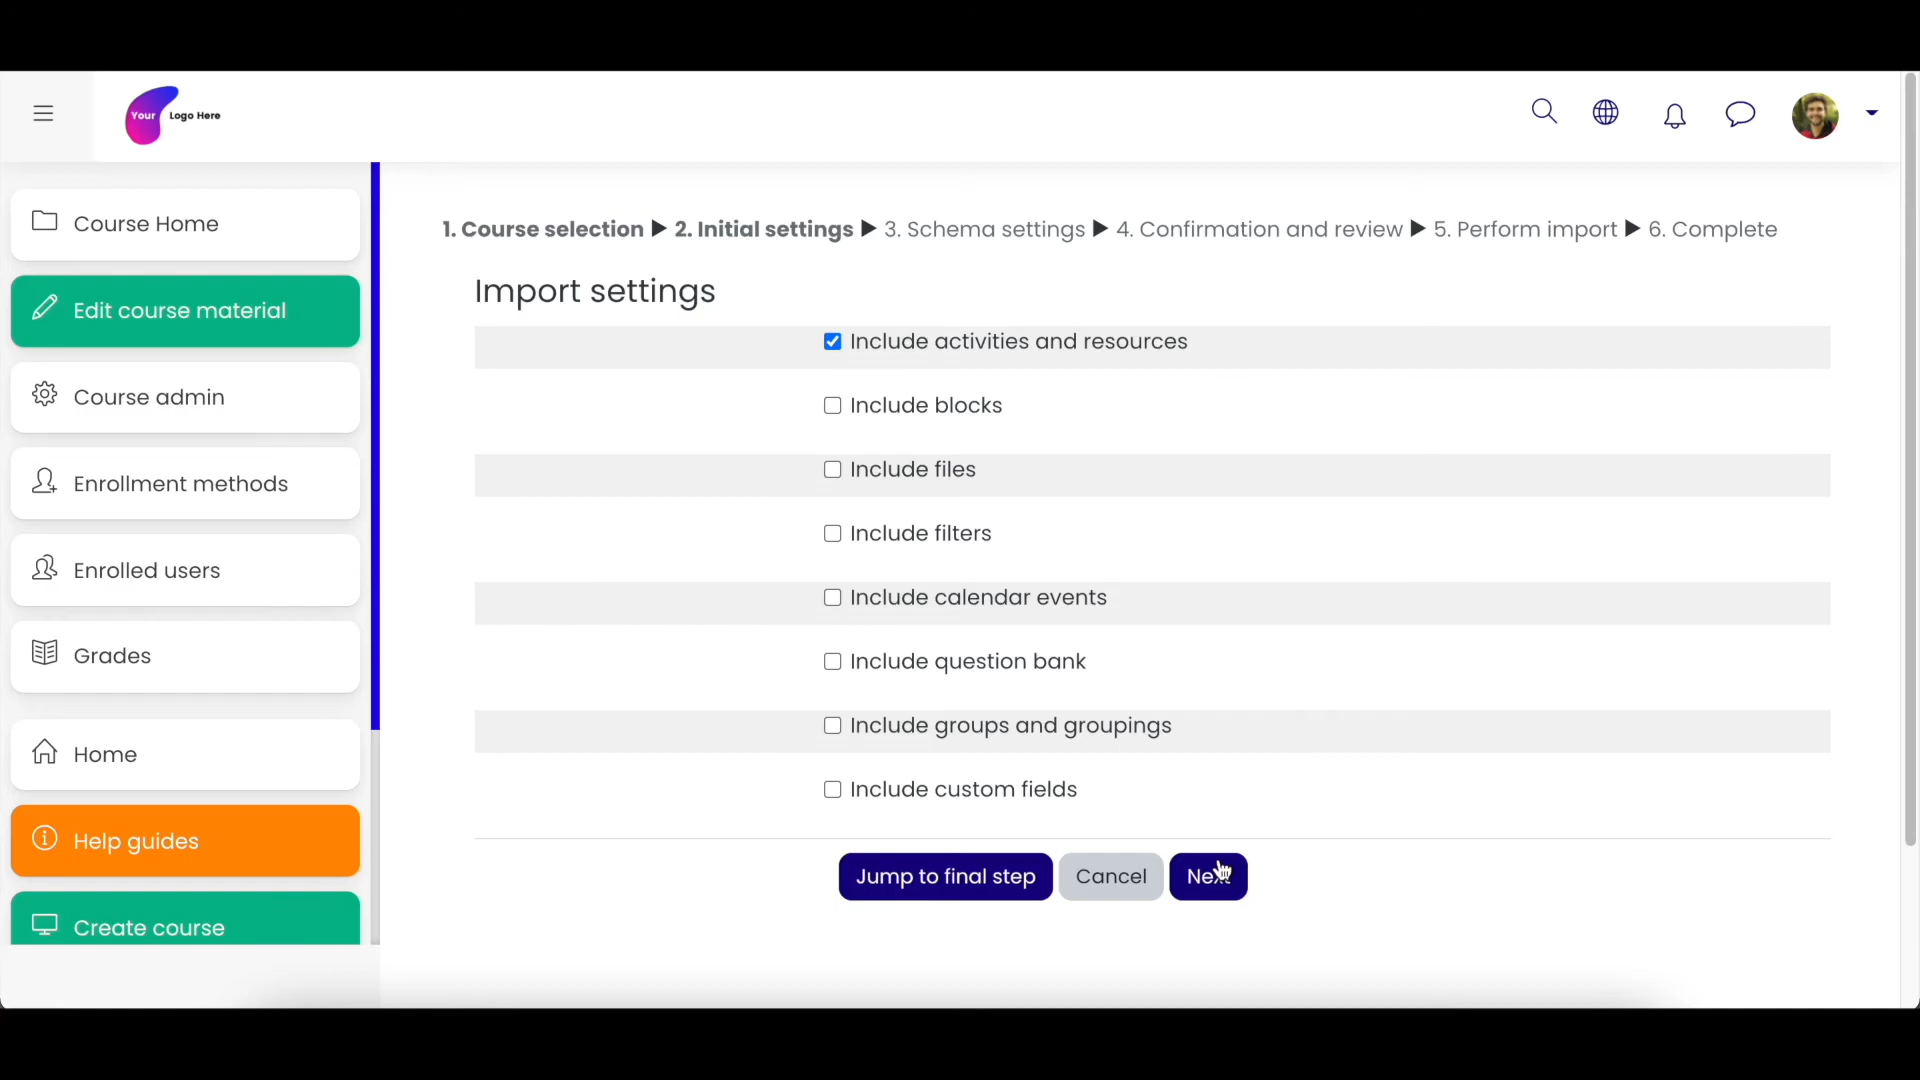 Your Logo Here
Course Home
Edit course material
Course admin
Enrollment methods
Enrolled users
Grades
Home
Help guides
Create course
1. Course selection ▶ 2. Initial settings ▶ 3. Schema settings ▶ 4. Confirmation and review ▶ 5. Perform import ▶ 6. Complete
Import settings
Include activities and resources
Include blocks
Include files
Include filters
Include calendar events
Include question bank
Include groups and groupings
Include custom fields
Jump to final step Cancel Next